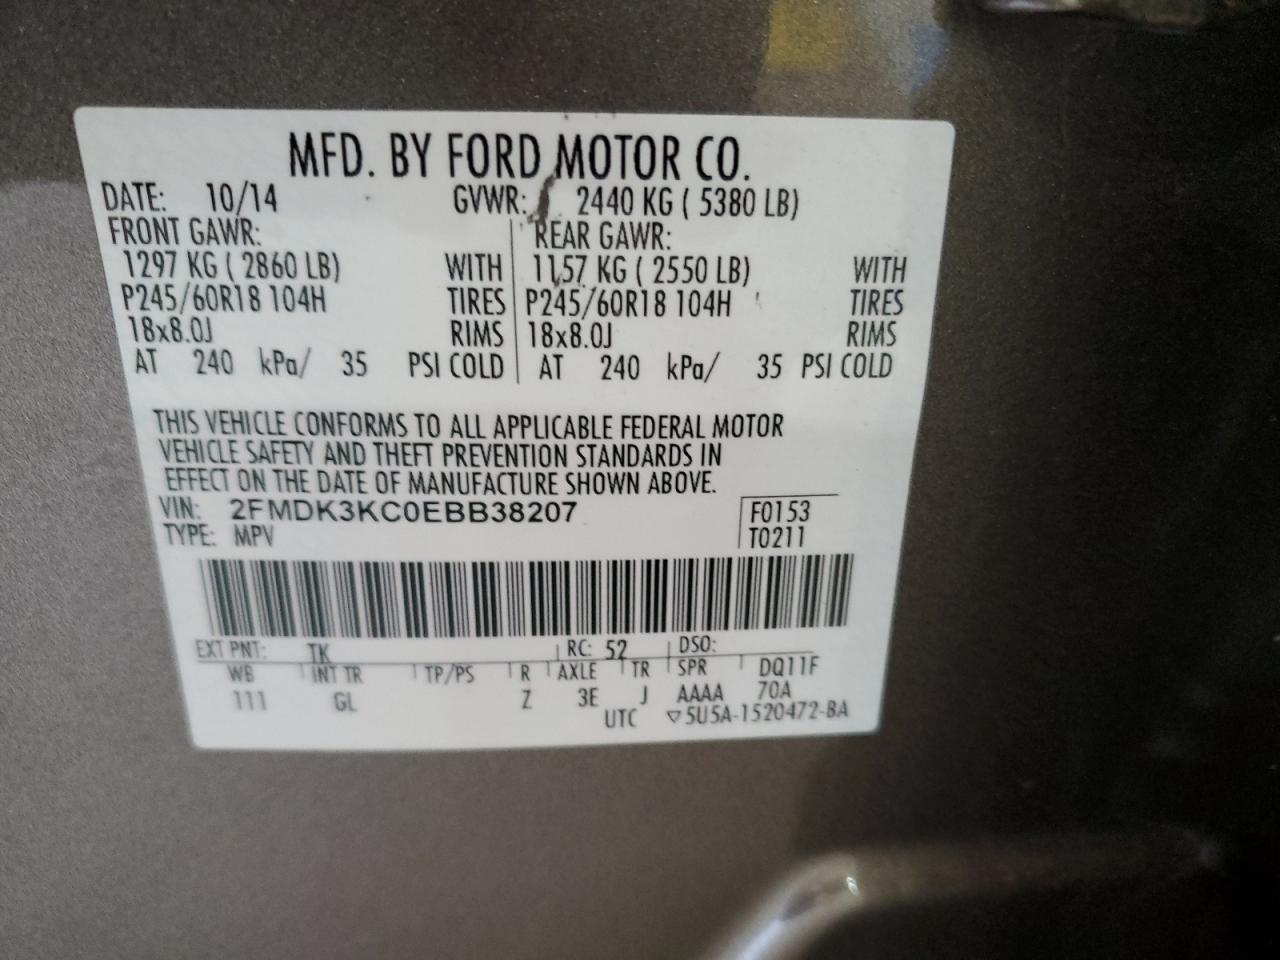 MFD. BY FORD MOTOR CO.
DATE: 10/14 GVWR: 2440 KG ( 5380 LB)
FRONT GAWR: REAR GAWR:
1297 KG ( 2860 LB) WITH 1157 KG ( 2550 LB) WITH
P245/60R18 104H TIRES P245/60R18 104H TIRES
18x8.0J RIMS 18x8.0J RIMS
AT 240 kPa/ 35 PSI COLD AT 240 kPa/ 35 PSI COLD
THIS VEHICLE CONFORMS TO ALL APPLICABLE FEDERAL MOTOR
VEHICLE SAFETY AND THEFT PREVENTION STANDARDS IN
EFFECT ON THE DATE OF MANUFACTURE SHOWN ABOVE.
VIN: 2FMDK3KC0EBB38207 F0153
TYPE: MPV T0211
EXT PNT: TK RC: 52 DSO:
WB INT TR TP/PS R AXLE TR SPR DQ11F
111 GL Z 3E J AAAA 70A
UTC ▽5U5A-1520472-BA